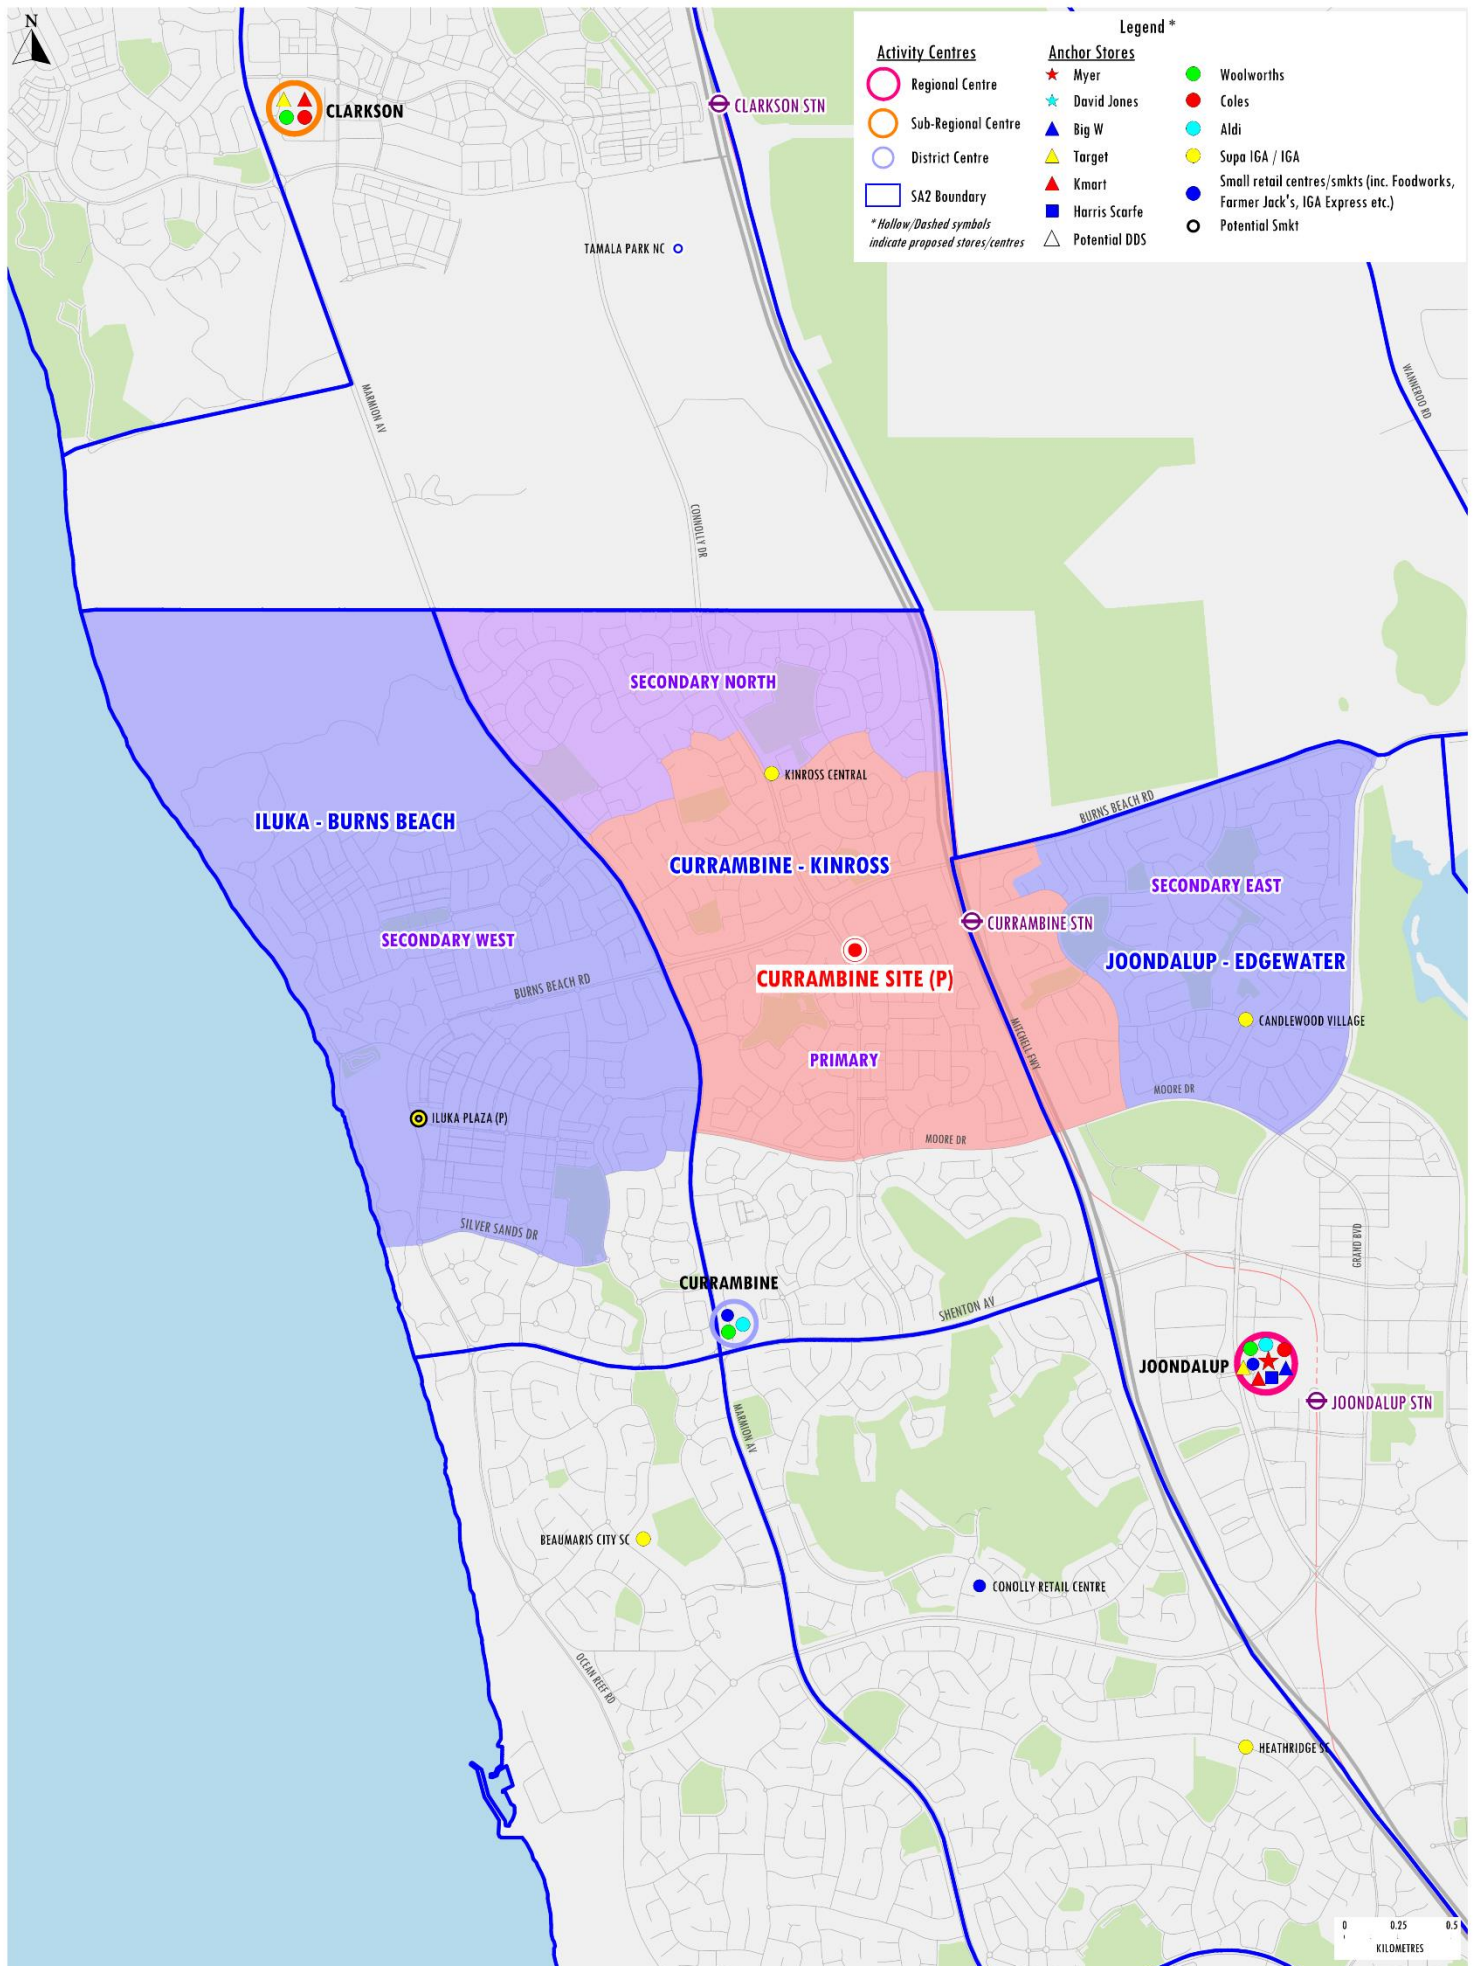 N
Legend *
Activity Centres
Regional Centre
Sub-Regional Centre
District Centre
SA2 Boundary
* Hollow/Dashed symbols
indicate proposed stores/centres
Anchor Stores
Myer
David Jones
Big W
Target
Kmart
Harris Scarfe
Potential DDS
Woolworths
Coles
Aldi
Supa IGA / IGA
Small retail centres/smkts (inc. Foodworks,
Farmer Jack's, IGA Express etc.)
Potential Smkt
CLARKSON
CLARKSON STN
TAMALA PARK NC
MARMION AV
WANNEROO RD
CONNOLLY DR
SECONDARY NORTH
KINROSS CENTRAL
BURNS BEACH RD
ILUKA - BURNS BEACH
CURRAMBINE - KINROSS
SECONDARY EAST
CURRAMBINE STN
SECONDARY WEST
JOONDALUP - EDGEWATER
CURRAMBINE SITE (P)
BURNS BEACH RD
CANDLEWOOD VILLAGE
MITCHELL FWY
PRIMARY
MOORE DR
ILUKA PLAZA (P)
MOORE DR
SILVER SANDS DR
GRAND BVD
CURRAMBINE
SHENTON AV
JOONDALUP
JOONDALUP STN
MARMION AV
BEAUMARIS CITY SC
CONOLLY RETAIL CENTRE
OCEAN REEF RD
HEATHRIDGE SC
0 0.25 0.5
KILOMETRES